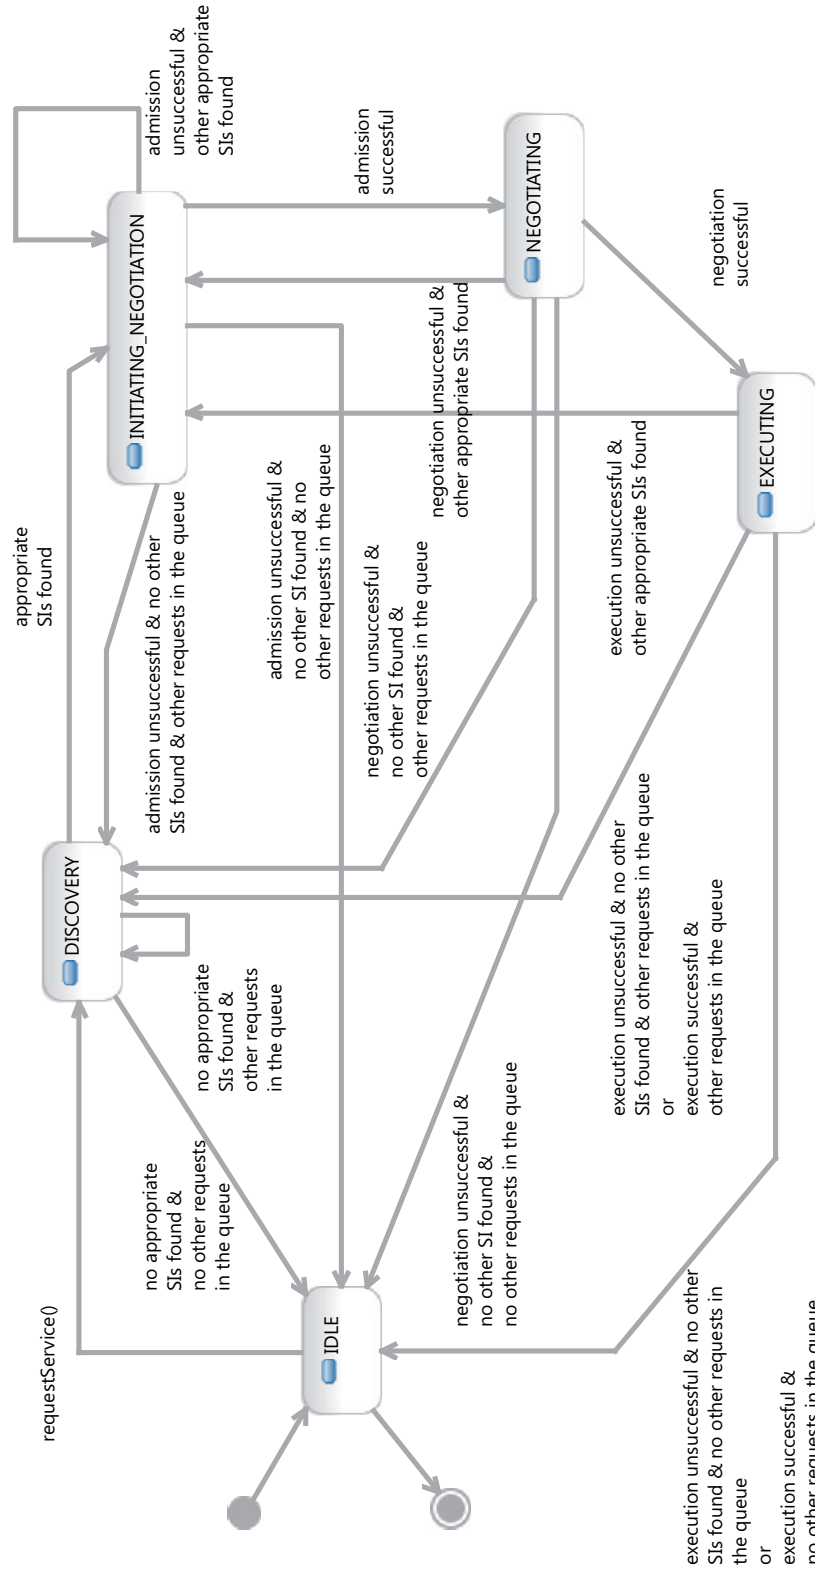 requestService()
IDLE
no appropriate
SIs found &
no other requests
in the queue
DISCOVERY
no appropriate
SIs found &
other requests
in the queue
appropriate
SIs found
INITIATING_NEGOTIATION
admission
unsuccessful &
other appropriate
SIs found
admission unsuccessful & no other
SIs found & other requests in the queue
admission unsuccessful &
no other SI found & no
other requests in the queue
admission
successful
NEGOTIATING
negotiation unsuccessful &
other appropriate SIs found
negotiation unsuccessful &
no other SI found &
other requests in the queue
negotiation unsuccessful &
no other SI found &
no other requests in the queue
negotiation
successful
EXECUTING
execution unsuccessful &
other appropriate SIs found
execution unsuccessful & no other
SIs found & other requests in the queue
or
execution successful &
other requests in the queue
execution unsuccessful & no other
SIs found & no other requests in
the queue
or
execution successful &
no other requests in the queue